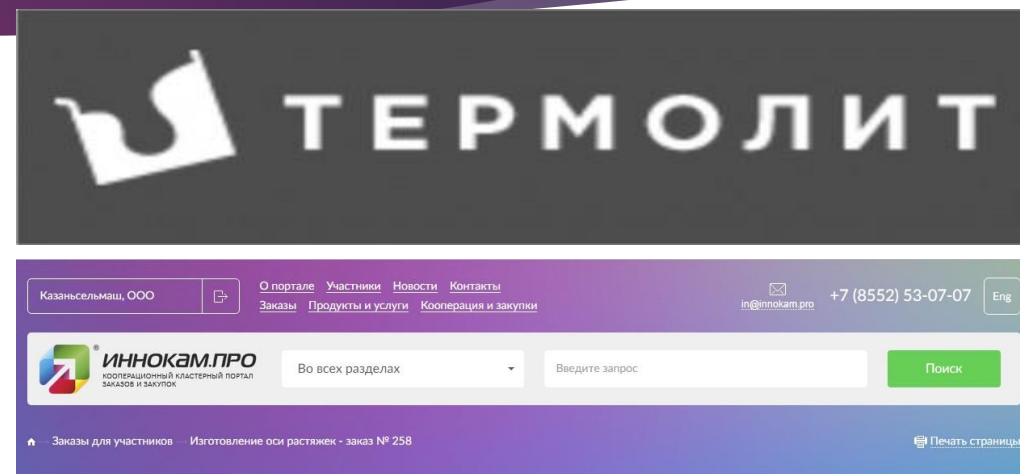 ТЕРМОЛИТ
Казаньсельмаш, ООО
О портале Участники Новости Контакты
Заказы Продукты и услуги Кооперация и закупки
in@innokam.pro
+7 (8552) 53-07-07
Eng
ИННОКАМ.ПРО
КООПЕРАЦИОННЫЙ КЛАСТЕРНЫЙ ПОРТАЛ
ЗАКАЗОВ И ЗАКУПОК
Во всех разделах
Введите запрос
Поиск
Заказы для участников — Изготовление оси растяжек - заказ № 258
Печать страницы